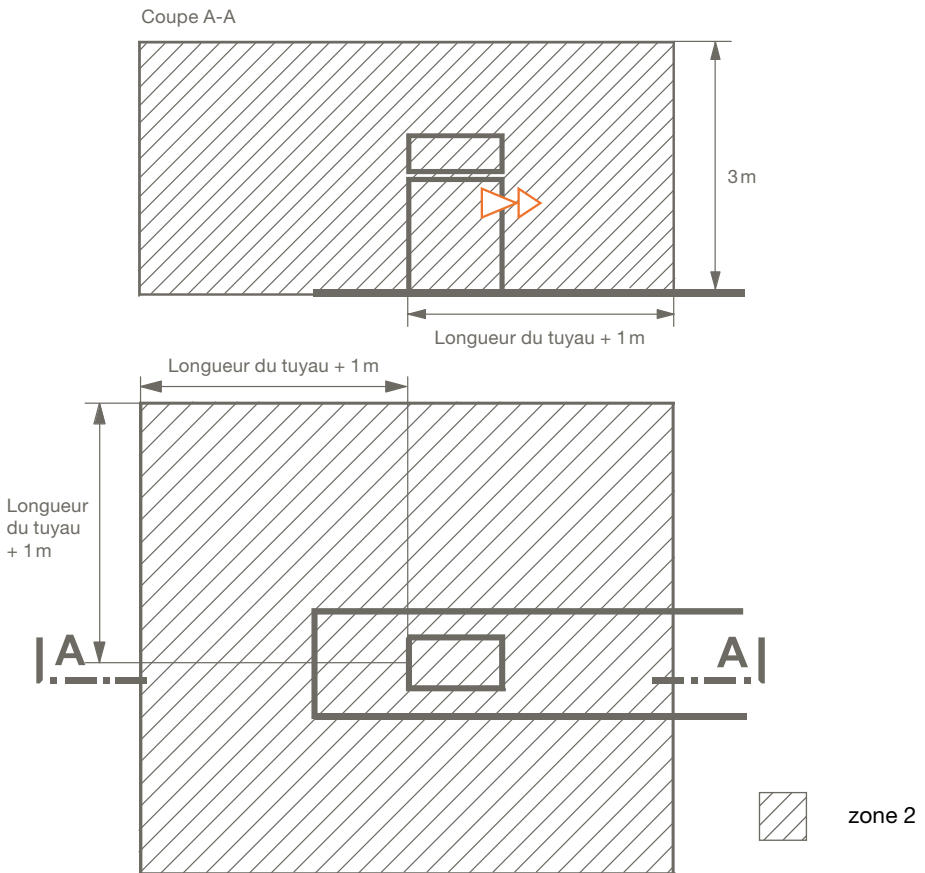 Coupe A-A
3 m
Longueur du tuyau + 1 m
Longueur du tuyau + 1 m
Longueur
du tuyau
+ 1 m
A
A
zone 2